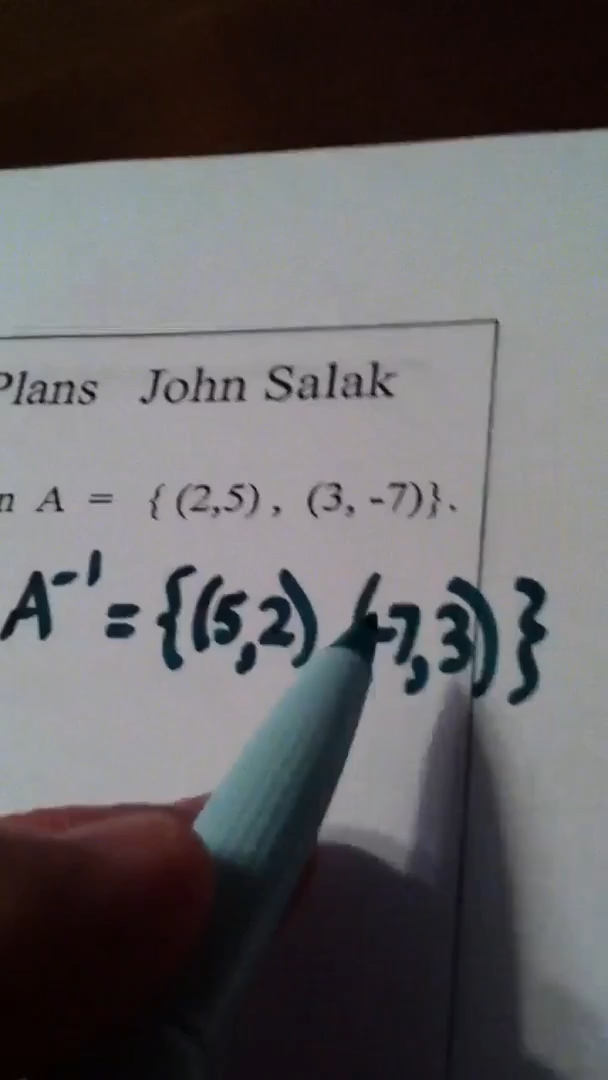 Plans John Salak
n A = { (2,5) , (3, -7)}.
A⁻¹ = {(5,2) (-7,3)}